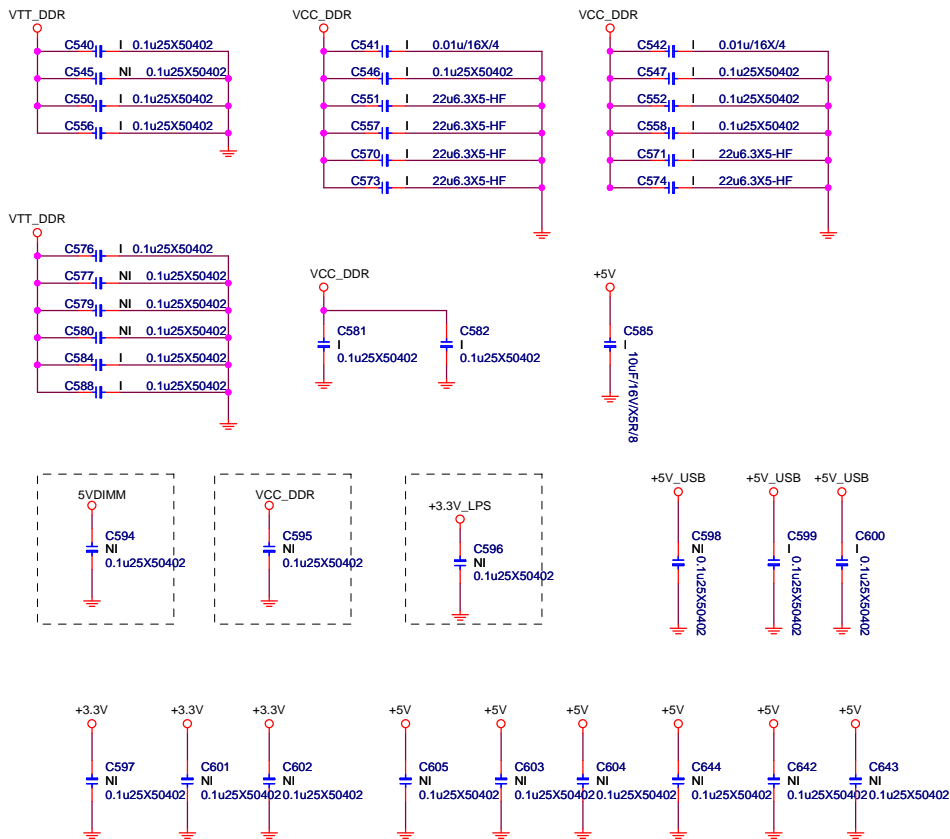 VTT_DDR
C540 I 0.1u25X50402
C545 NI 0.1u25X50402
C550 I 0.1u25X50402
C556 I 0.1u25X50402
VCC_DDR
C541 I 0.01u/16X/4
C546 I 0.1u25X50402
C551 I 22u6.3X5-HF
C557 I 22u6.3X5-HF
C570 I 22u6.3X5-HF
C573 I 22u6.3X5-HF
VCC_DDR
C542 I 0.01u/16X/4
C547 I 0.1u25X50402
C552 I 0.1u25X50402
C558 I 0.1u25X50402
C571 I 22u6.3X5-HF
C574 I 22u6.3X5-HF
VTT_DDR
C576 I 0.1u25X50402
C577 NI 0.1u25X50402
C579 NI 0.1u25X50402
C580 NI 0.1u25X50402
C584 I 0.1u25X50402
C588 I 0.1u25X50402
VCC_DDR
C581
I
0.1u25X50402
C582
I
0.1u25X50402
+5V
C585
I
10uF/16V/X5R/8
5VDIMM
C594
NI
0.1u25X50402
VCC_DDR
C595
NI
0.1u25X50402
+3.3V_LPS
C596
NI
0.1u25X50402
+5V_USB
C598
NI
0.1u25X50402
+5V_USB
C599
I
0.1u25X50402
+5V_USB
C600
I
0.1u25X50402
+3.3V
C597
NI
0.1u25X50402
+3.3V
C601
NI
0.1u25X50402
+3.3V
C602
NI
0.1u25X50402
+5V
C605
NI
0.1u25X50402
+5V
C603
NI
0.1u25X50402
+5V
C604
NI
0.1u25X50402
+5V
C644
NI
0.1u25X50402
+5V
C642
NI
0.1u25X50402
+5V
C643
NI
0.1u25X50402